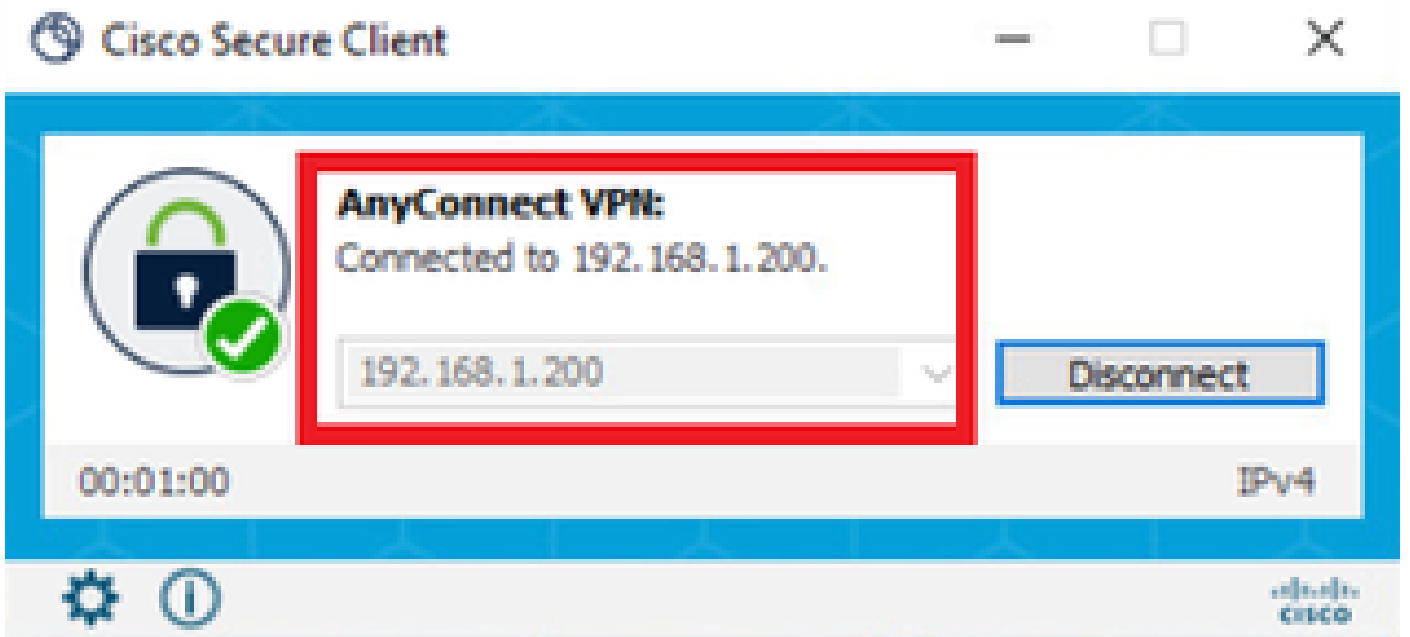 Cisco Secure Client
AnyConnect VPN:
Connected to 192.168.1.200.
192.168.1.200
Disconnect
00:01:00
IPv4
CISCO